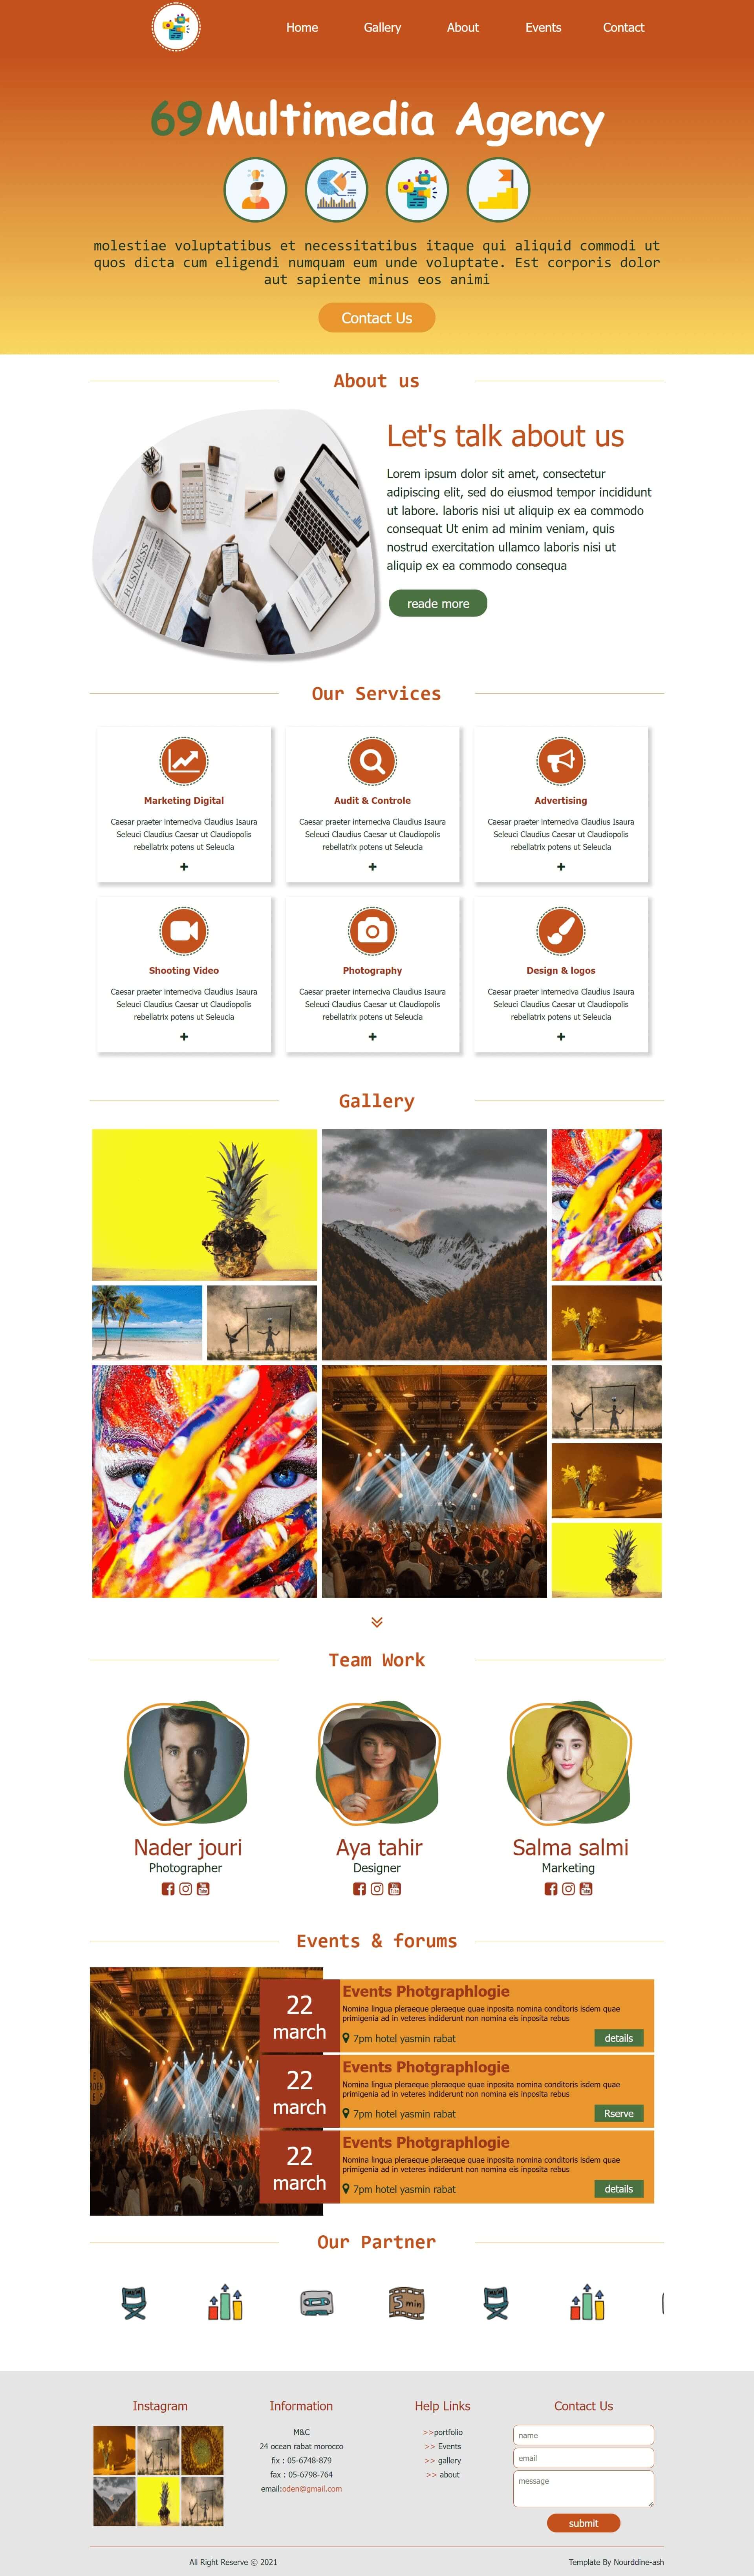 Home Gallery About Events Contact
69 Multimedia Agency
molestiae voluptatibus et necessitatibus itaque qui aliquid commodi ut
quos dicta cum eligendi numquam eum unde voluptate. Est corporis dolor
aut sapiente minus eos animi
Contact Us
About us
BUSINESS
Let's talk about us
Lorem ipsum dolor sit amet, consectetur
adipiscing elit, sed do eiusmod tempor incididunt
ut labore. laboris nisi ut aliquip ex ea commodo
consequat Ut enim ad minim veniam, quis
nostrud exercitation ullamco laboris nisi ut
aliquip ex ea commodo consequa
reade more
Our Services
Marketing Digital
Caesar praeter interneciva Claudius Isaura
Seleuci Claudius Caesar ut Claudiopolis
rebellatrix potens ut Seleucia
+
Audit & Controle
Caesar praeter interneciva Claudius Isaura
Seleuci Claudius Caesar ut Claudiopolis
rebellatrix potens ut Seleucia
+
Advertising
Caesar praeter interneciva Claudius Isaura
Seleuci Claudius Caesar ut Claudiopolis
rebellatrix potens ut Seleucia
+
Shooting Video
Caesar praeter interneciva Claudius Isaura
Seleuci Claudius Caesar ut Claudiopolis
rebellatrix potens ut Seleucia
+
Photography
Caesar praeter interneciva Claudius Isaura
Seleuci Claudius Caesar ut Claudiopolis
rebellatrix potens ut Seleucia
+
Design & logos
Caesar praeter interneciva Claudius Isaura
Seleuci Claudius Caesar ut Claudiopolis
rebellatrix potens ut Seleucia
+
Gallery
Team Work
Nader jouri
Photographer
Aya tahir
Designer
Salma salmi
Marketing
Events & forums
22
march
Events Photgraphlogie
Nomina lingua pleraeque pleraeque quae inposita nomina conditoris isdem quae
primigenia ad in veteres indiderunt non nomina eis inposita rebus
7pm hotel yasmin rabat
details
22
march
Events Photgraphlogie
Nomina lingua pleraeque pleraeque quae inposita nomina conditoris isdem quae
primigenia ad in veteres indiderunt non nomina eis inposita rebus
7pm hotel yasmin rabat
Rserve
22
march
Events Photgraphlogie
Nomina lingua pleraeque pleraeque quae inposita nomina conditoris isdem quae
primigenia ad in veteres indiderunt non nomina eis inposita rebus
7pm hotel yasmin rabat
details
Our Partner
5 min
Instagram
Information
M&C
24 ocean rabat morocco
fix : 05-6748-879
fax : 05-6798-764
email:oden@gmail.com
Help Links
>>portfolio
>> Events
>> gallery
>> about
Contact Us
name
email
message
submit
All Right Reserve © 2021
Template By Nourddine-ash